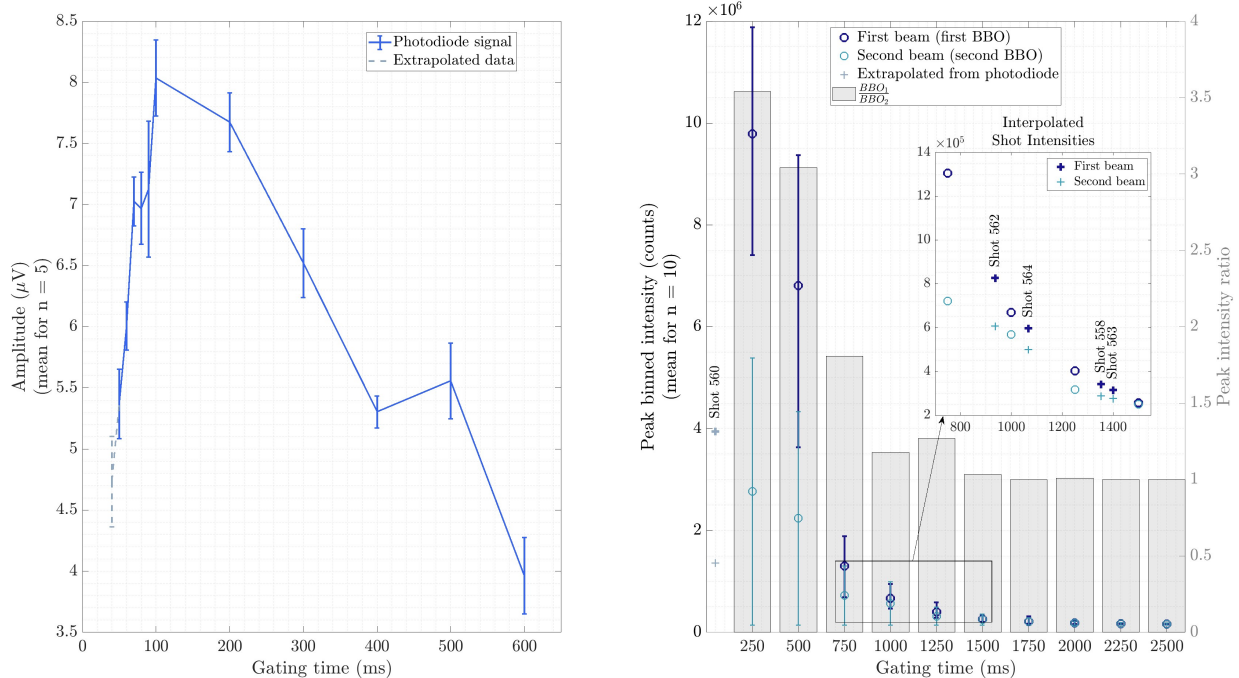 8.5
8
7.5
7
6.5
6
5.5
5
4.5
4
3.5
0
100
200
300
400
500
600
Gating time (ms)
Amplitude (μV)
(mean for n = 5)
Photodiode signal
Extrapolated data
12 ×10⁶
10
8
6
4
2
0
Peak binned intensity (counts)
(mean for n = 10)
250
500
750
1000
1250
1500
1750
2000
2250
2500
Gating time (ms)
4
3.5
3
2.5
2
1.5
1
0.5
0
Peak intensity ratio
First beam (first BBO)
Second beam (second BBO)
Extrapolated from photodiode
BBO₁
BBO₂
Shot 560
Interpolated
Shot Intensities
14 ×10⁵
12
10
8
6
4
2
800
1000
1200
1400
First beam
Second beam
Shot 562
Shot 564
Shot 558
Shot 563